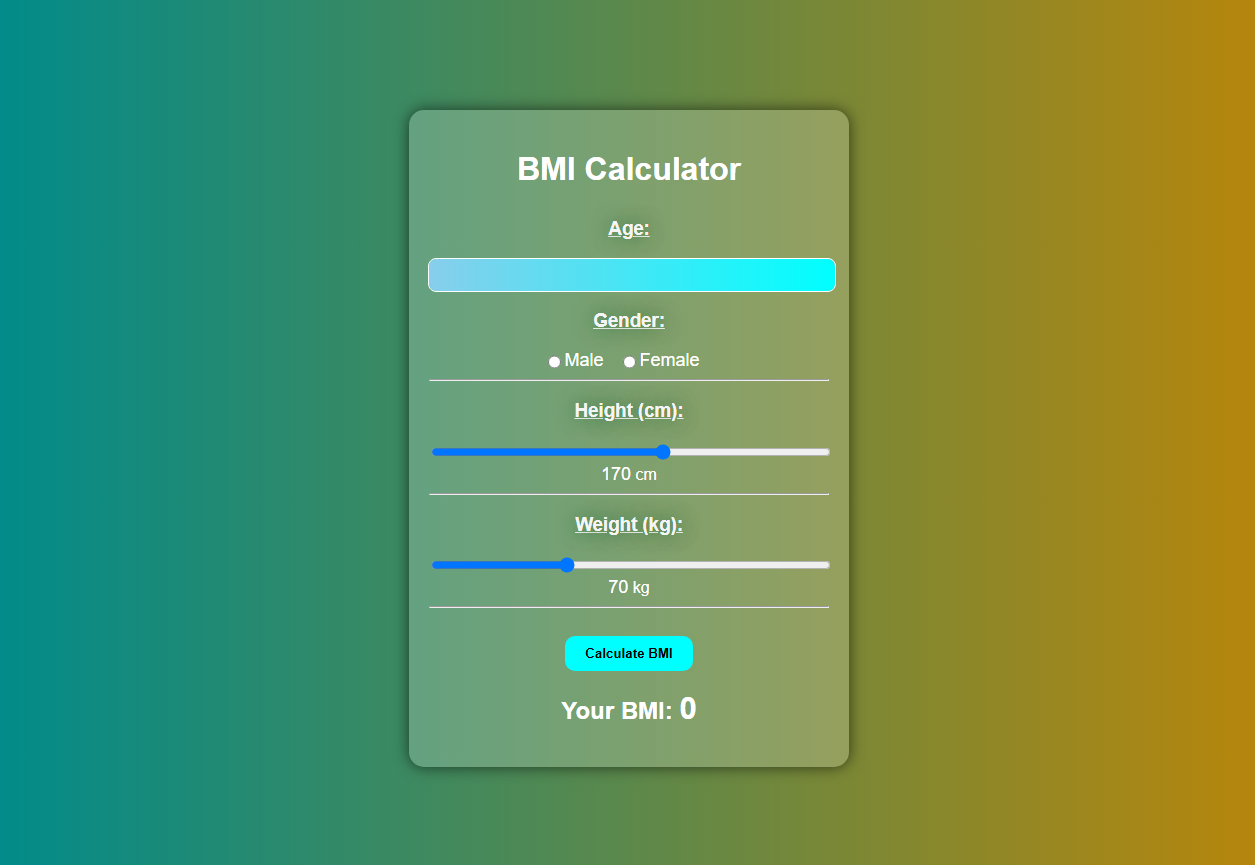 BMI Calculator
Age:
Gender:
Male Female
Height (cm):
170 cm
Weight (kg):
70 kg
Calculate BMI
Your BMI: 0